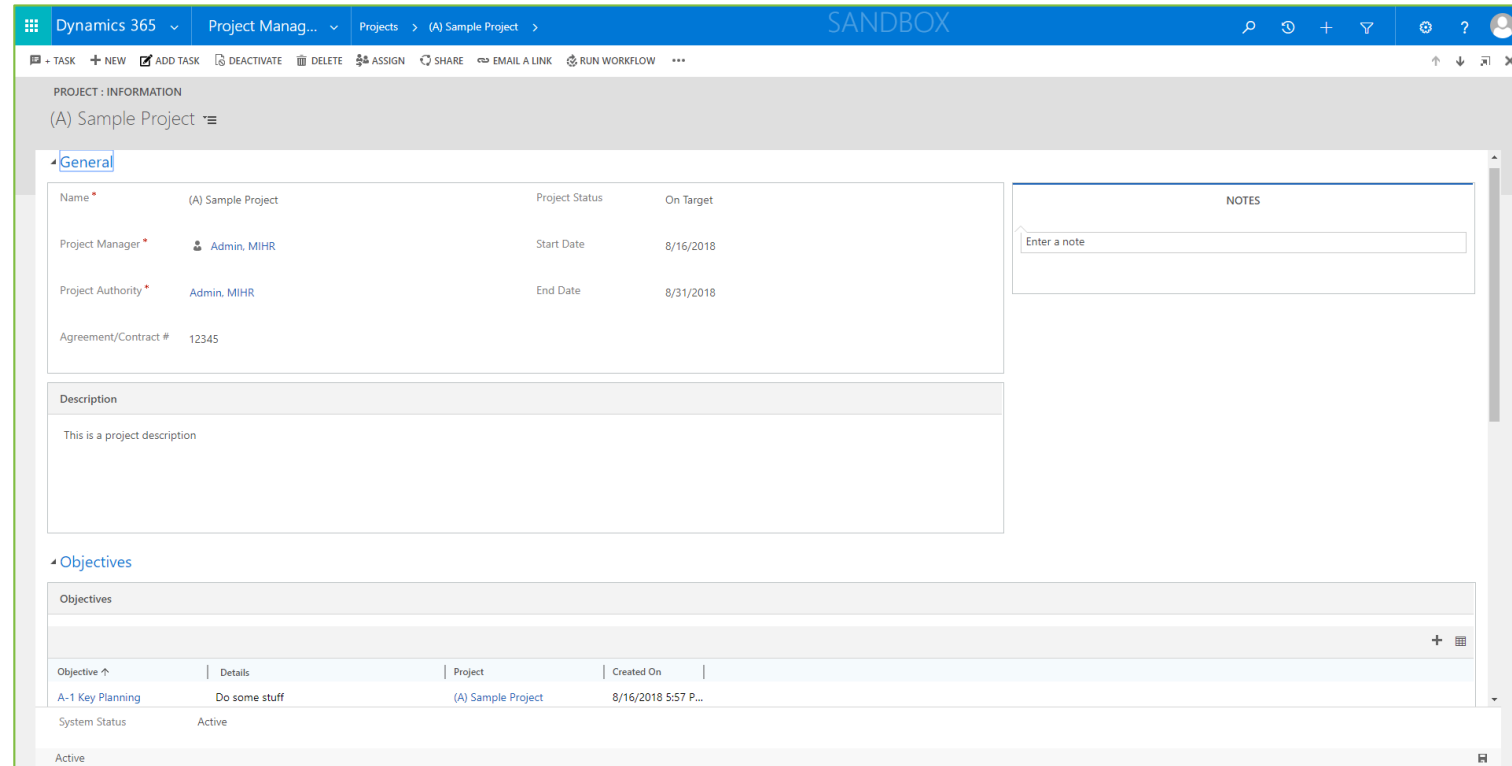 Dynamics 365 Project Manag... Projects > (A) Sample Project > SANDBOX ?
+ TASK NEW ADD TASK DEACTIVATE DELETE ASSIGN SHARE EMAIL A LINK RUN WORKFLOW ...
PROJECT : INFORMATION
(A) Sample Project
General
Name* (A) Sample Project Project Status On Target
Project Manager* Admin, MIHR Start Date 8/16/2018
Project Authority* Admin, MIHR End Date 8/31/2018
Agreement/Contract # 12345
NOTES
Enter a note
Description
This is a project description
Objectives
Objectives
Objective Details Project Created On
A-1 Key Planning Do some stuff (A) Sample Project 8/16/2018 5:57 P...
System Status Active
Active